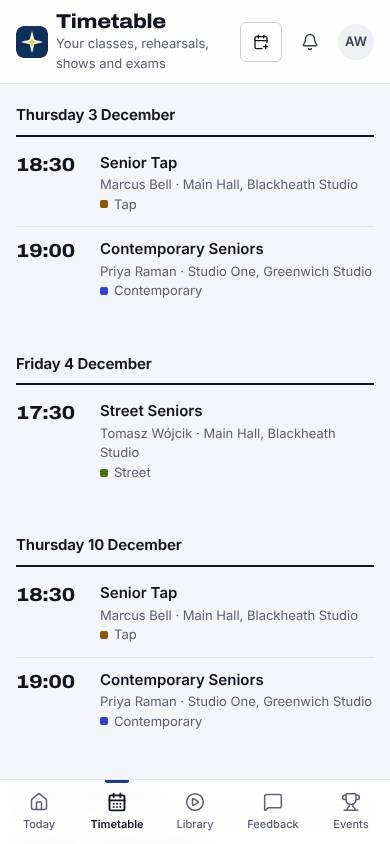 Timetable
Your classes, rehearsals,
shows and exams
AW
Thursday 3 December
18:30
Senior Tap
Marcus Bell · Main Hall, Blackheath Studio
Tap
19:00
Contemporary Seniors
Priya Raman · Studio One, Greenwich Studio
Contemporary
Friday 4 December
17:30
Street Seniors
Tomasz Wójcik · Main Hall, Blackheath
Studio
Street
Thursday 10 December
18:30
Senior Tap
Marcus Bell · Main Hall, Blackheath Studio
Tap
19:00
Contemporary Seniors
Priya Raman · Studio One, Greenwich Studio
Contemporary
Today
Timetable
Library
Feedback
Events